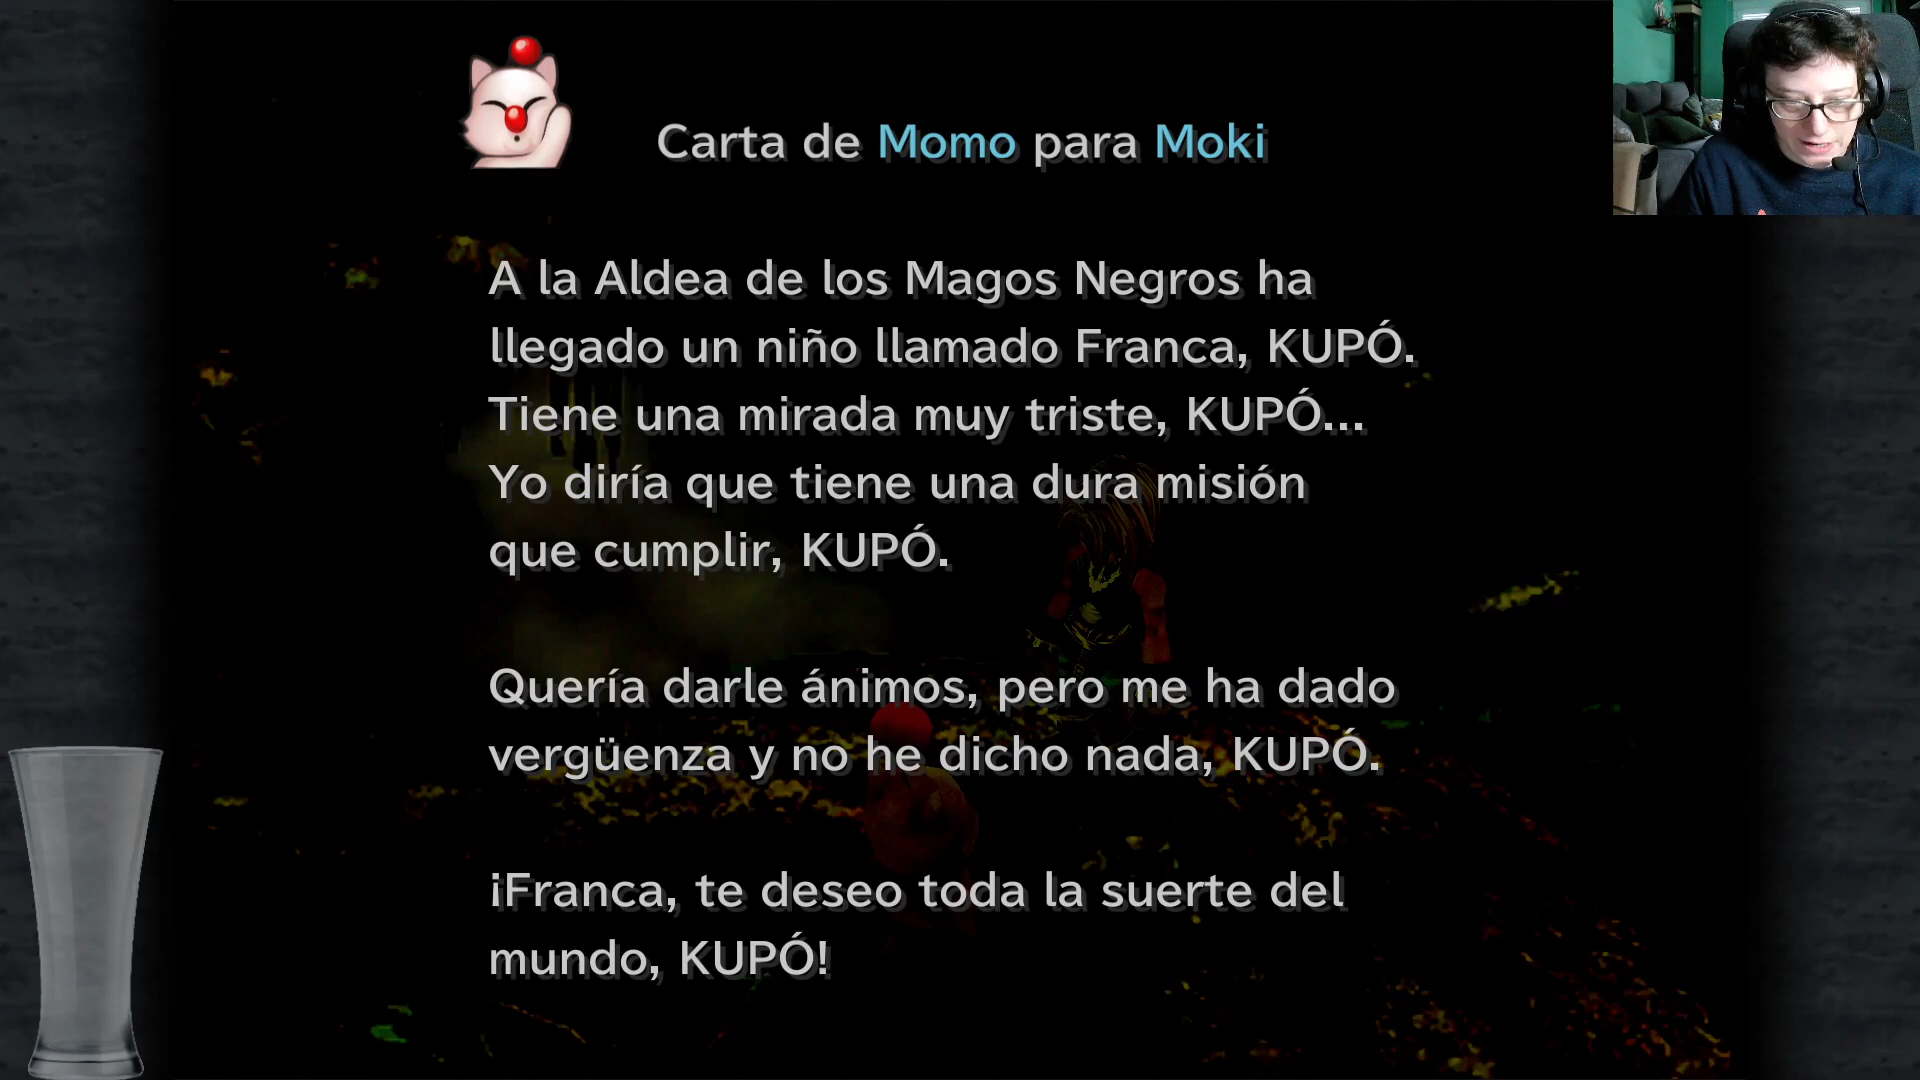 Carta de Momo para Moki
A la Aldea de los Magos Negros ha
llegado un niño llamado Franca, KUPÓ.
Tiene una mirada muy triste, KUPÓ...
Yo diría que tiene una dura misión
que cumplir, KUPÓ.
Quería darle ánimos, pero me ha dado
vergüenza y no he dicho nada, KUPÓ.
¡Franca, te deseo toda la suerte del
mundo, KUPÓ!